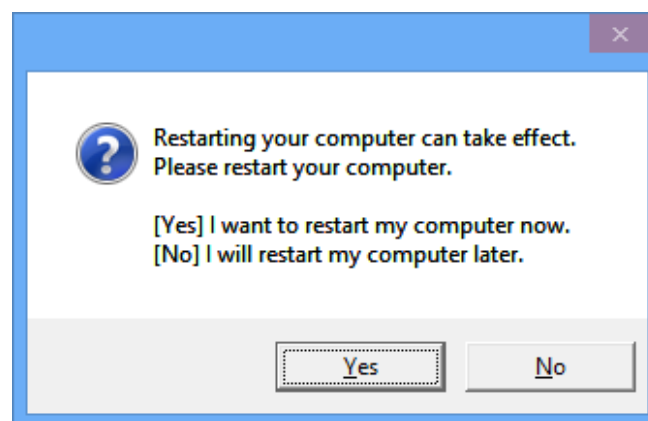 Restarting your computer can take effect.
Please restart your computer.
[Yes] I want to restart my computer now.
[No] I will restart my computer later.
Yes
No